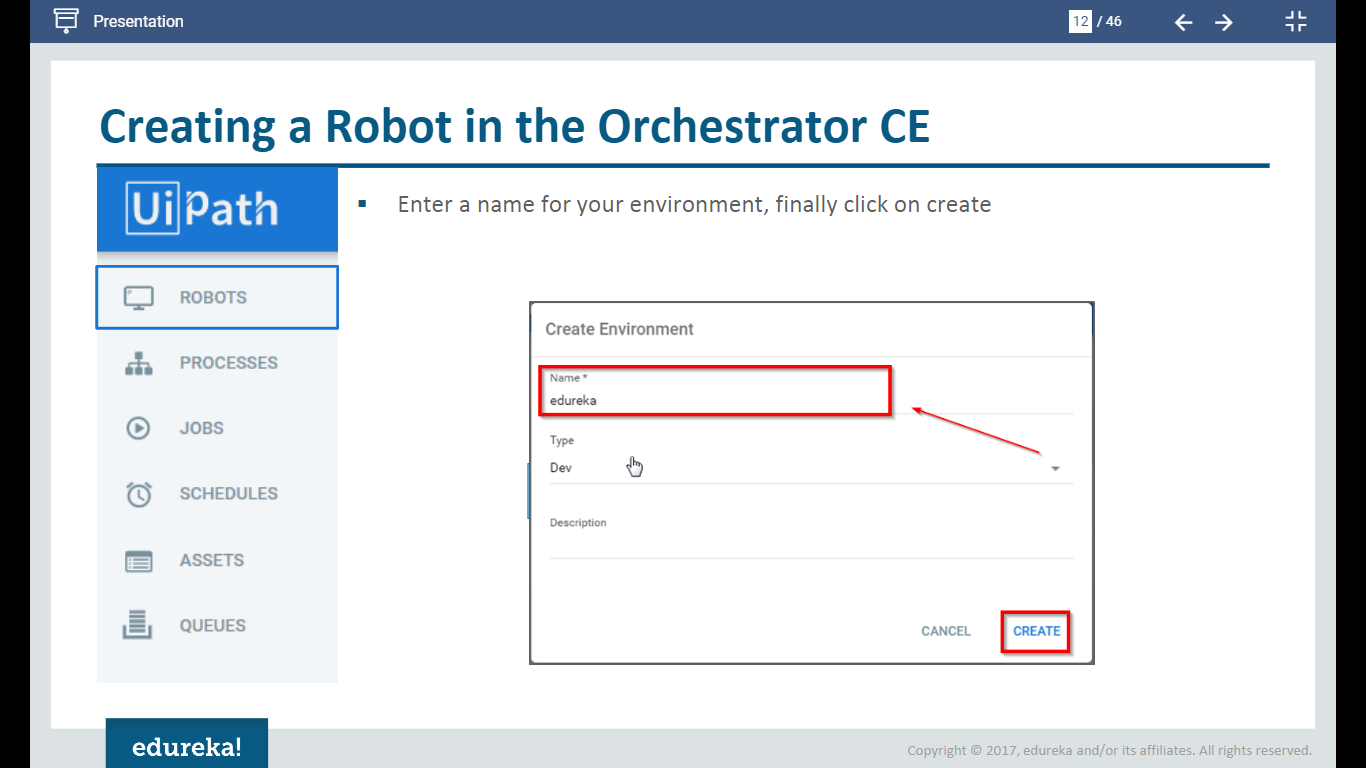 Presentation
12 / 46
Creating a Robot in the Orchestrator CE
UiPath
ROBOTS
PROCESSES
JOBS
SCHEDULES
ASSETS
QUEUES
▪ Enter a name for your environment, finally click on create
Create Environment
Name *
edureka
Type
Dev
Description
CANCEL CREATE
edureka!
Copyright © 2017, edureka and/or its affiliates. All rights reserved.